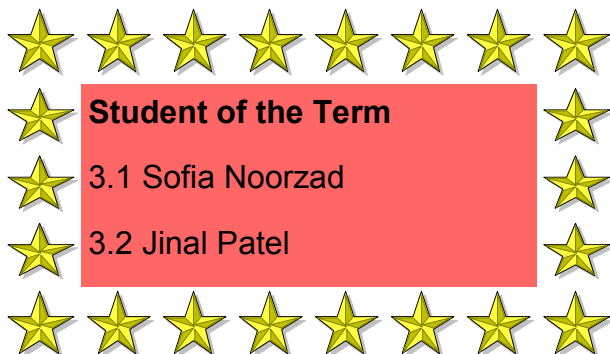 Student of the Term
3.1 Sofia Noorzad
3.2 Jinal Patel